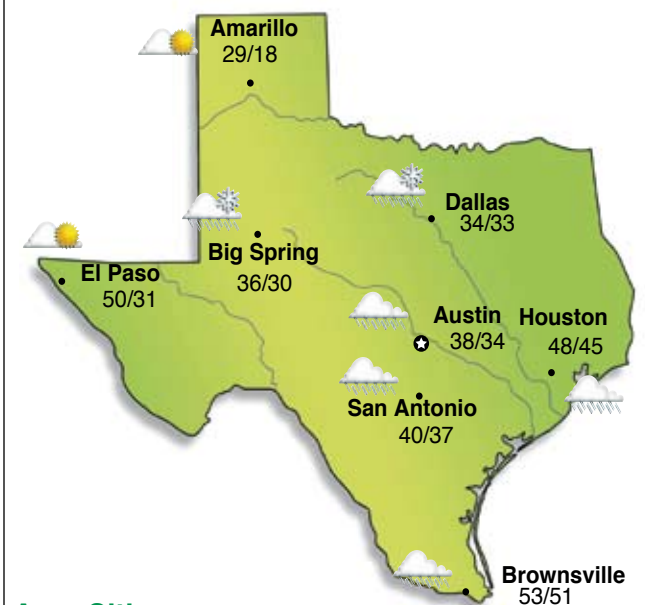 Amarillo
29/18
Dallas
34/33
Big Spring
36/30
El Paso
50/31
Austin
38/34
Houston
48/45
San Antonio
40/37
Brownsville
53/51